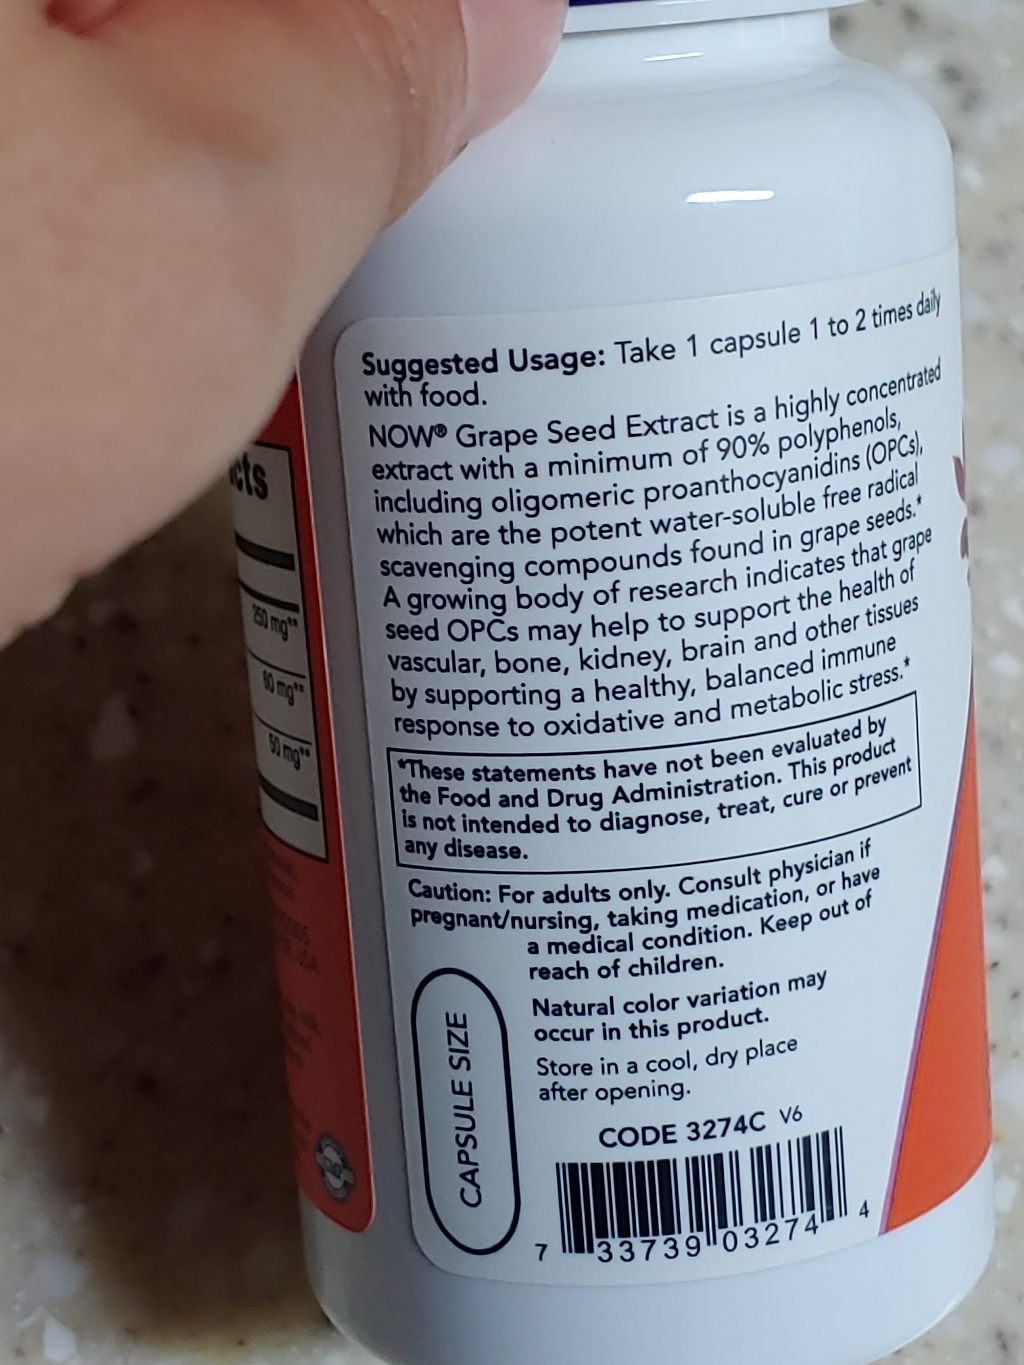 Suggested Usage: Take 1 capsule 1 to 2 times daily
with food.
NOW® Grape Seed Extract is a highly concentrated
extract with a minimum of 90% polyphenols,
including oligomeric proanthocyanidins (OPCs),
which are the potent water-soluble free radical
scavenging compounds found in grape seeds.*
A growing body of research indicates that grape
seed OPCs may help to support the health of
vascular, bone, kidney, brain and other tissues
by supporting a healthy, balanced immune
response to oxidative and metabolic stress.*
*These statements have not been evaluated by
the Food and Drug Administration. This product
is not intended to diagnose, treat, cure or prevent
any disease.
Caution: For adults only. Consult physician if
pregnant/nursing, taking medication, or have
a medical condition. Keep out of
reach of children.
Natural color variation may
occur in this product.
Store in a cool, dry place
after opening.
CAPSULE SIZE
CODE 3274C V6
7 33739 03274 4
cts
250 mg**
60 mg**
50 mg**